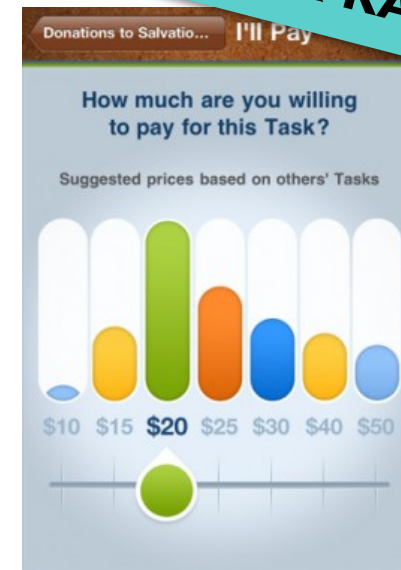 Donations to Salvatio... I'll Pay
How much are you willing
to pay for this Task?
Suggested prices based on others' Tasks
$10 $15 $20 $25 $30 $40 $50